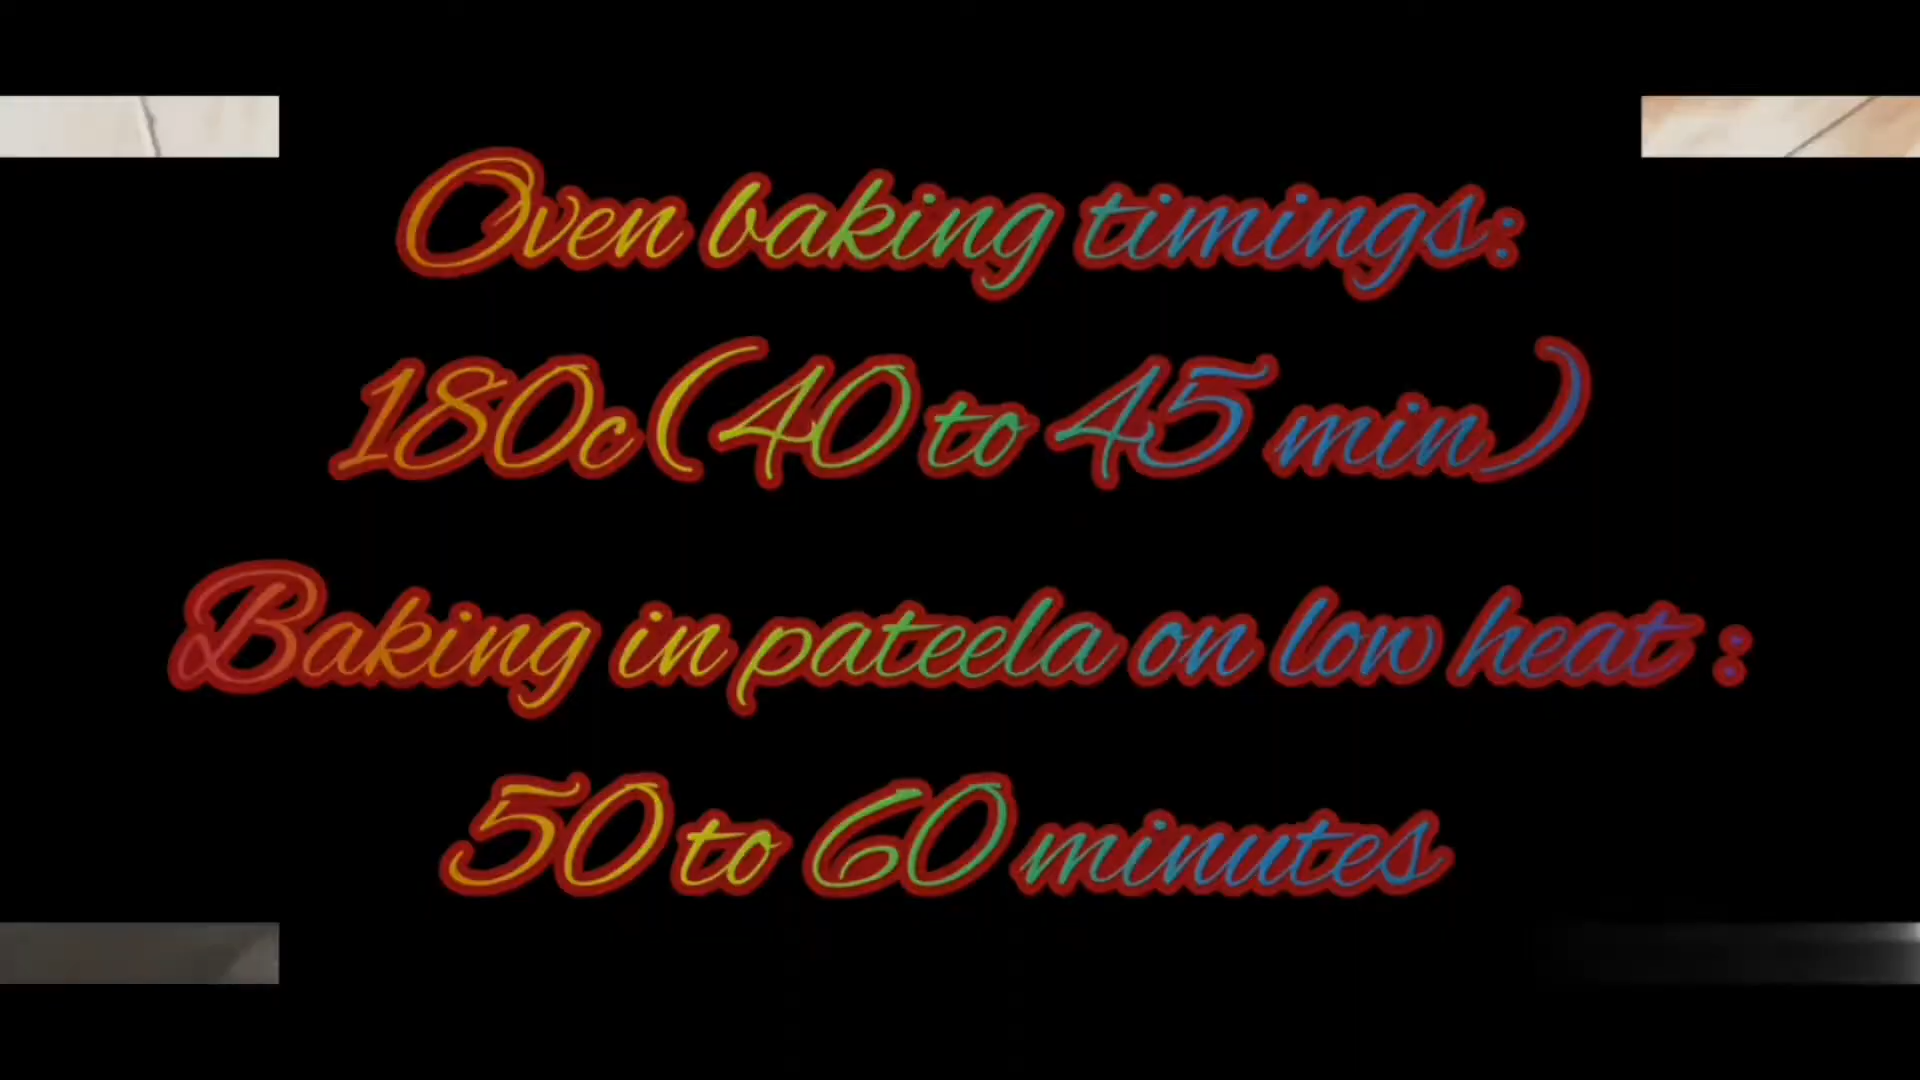 Oven baking timings:
180c(40 to 45 min)
Baking in pateela on low heat :
50 to 60 minutes